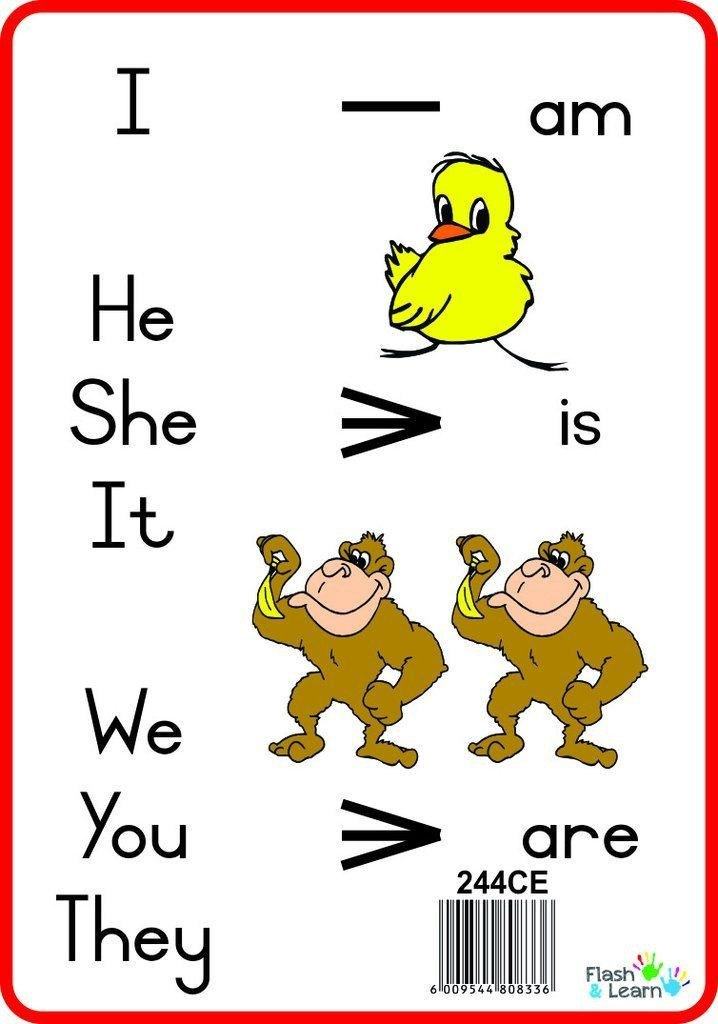 I — am
He
She is
It
We
You are
They
244CE
6 009544 808336
Flash
& Learn